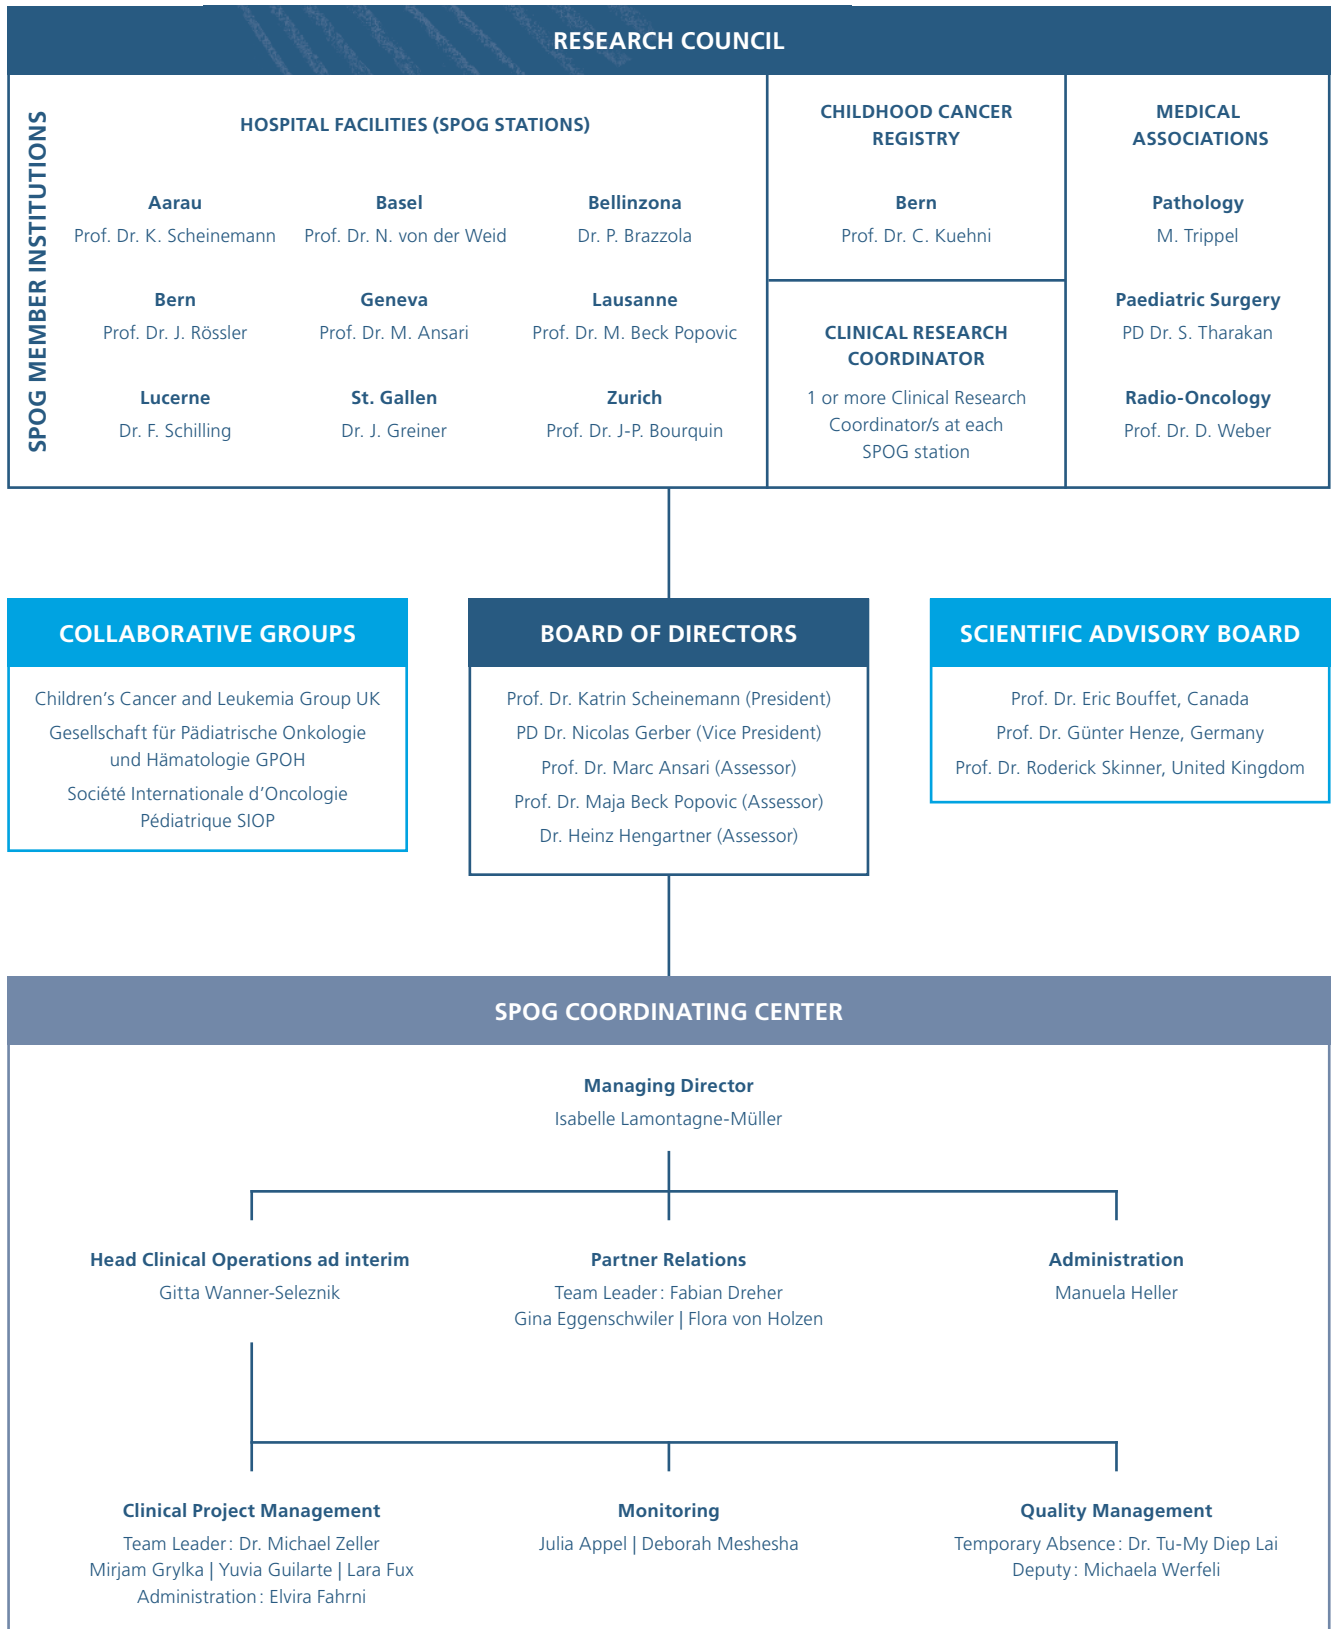 RESEARCH COUNCIL
SPOG MEMBER INSTITUTIONS
HOSPITAL FACILITIES (SPOG STATIONS)
Aarau
Prof. Dr. K. Scheinemann
Basel
Prof. Dr. N. von der Weid
Bellinzona
Dr. P. Brazzola
Bern
Prof. Dr. J. Rössler
Geneva
Prof. Dr. M. Ansari
Lausanne
Prof. Dr. M. Beck Popovic
Lucerne
Dr. F. Schilling
St. Gallen
Dr. J. Greiner
Zurich
Prof. Dr. J-P. Bourquin
CHILDHOOD CANCER
REGISTRY
Bern
Prof. Dr. C. Kuehni
CLINICAL RESEARCH
COORDINATOR
1 or more Clinical Research
Coordinator/s at each
SPOG station
MEDICAL
ASSOCIATIONS
Pathology
M. Trippel
Paediatric Surgery
PD Dr. S. Tharakan
Radio-Oncology
Prof. Dr. D. Weber
COLLABORATIVE GROUPS
Children's Cancer and Leukemia Group UK
Gesellschaft für Pädiatrische Onkologie
und Hämatologie GPOH
Société Internationale d'Oncologie
Pédiatrique SIOP
BOARD OF DIRECTORS
Prof. Dr. Katrin Scheinemann (President)
PD Dr. Nicolas Gerber (Vice President)
Prof. Dr. Marc Ansari (Assessor)
Prof. Dr. Maja Beck Popovic (Assessor)
Dr. Heinz Hengartner (Assessor)
SCIENTIFIC ADVISORY BOARD
Prof. Dr. Eric Bouffet, Canada
Prof. Dr. Günter Henze, Germany
Prof. Dr. Roderick Skinner, United Kingdom
SPOG COORDINATING CENTER
Managing Director
Isabelle Lamontagne-Müller
Head Clinical Operations ad interim
Gitta Wanner-Seleznik
Partner Relations
Team Leader: Fabian Dreher
Gina Eggenschwiler | Flora von Holzen
Administration
Manuela Heller
Clinical Project Management
Team Leader: Dr. Michael Zeller
Mirjam Grylka | Yuvia Guilarte | Lara Fux
Administration: Elvira Fahrni
Monitoring
Julia Appel | Deborah Meshesha
Quality Management
Temporary Absence: Dr. Tu-My Diep Lai
Deputy: Michaela Werfeli